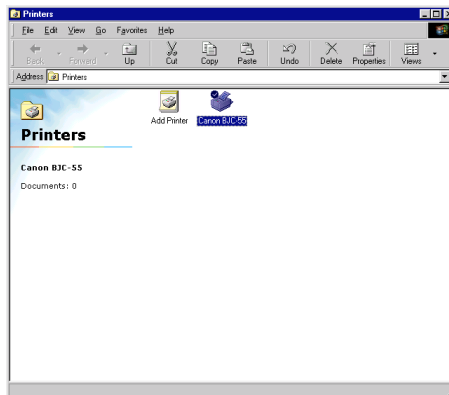 Printers
File Edit View Go Favorites Help
Back Forward Up Cut Copy Paste Undo Delete Properties Views
Address Printers
Add Printer Canon BJC-55
Printers
Canon BJC-55
Documents: 0